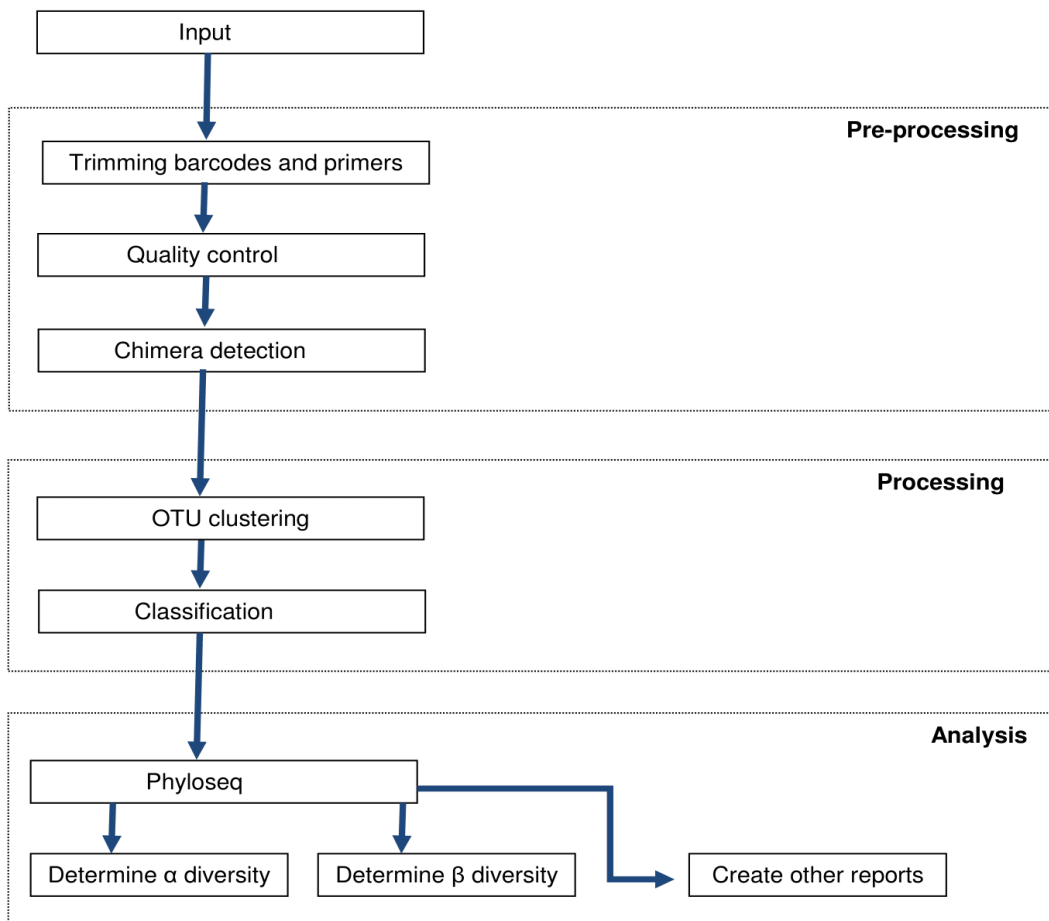 Input
Pre-processing
Trimming barcodes and primers
Quality control
Chimera detection
Processing
OTU clustering
Classification
Analysis
Phyloseq
Determine α diversity
Determine β diversity
Create other reports